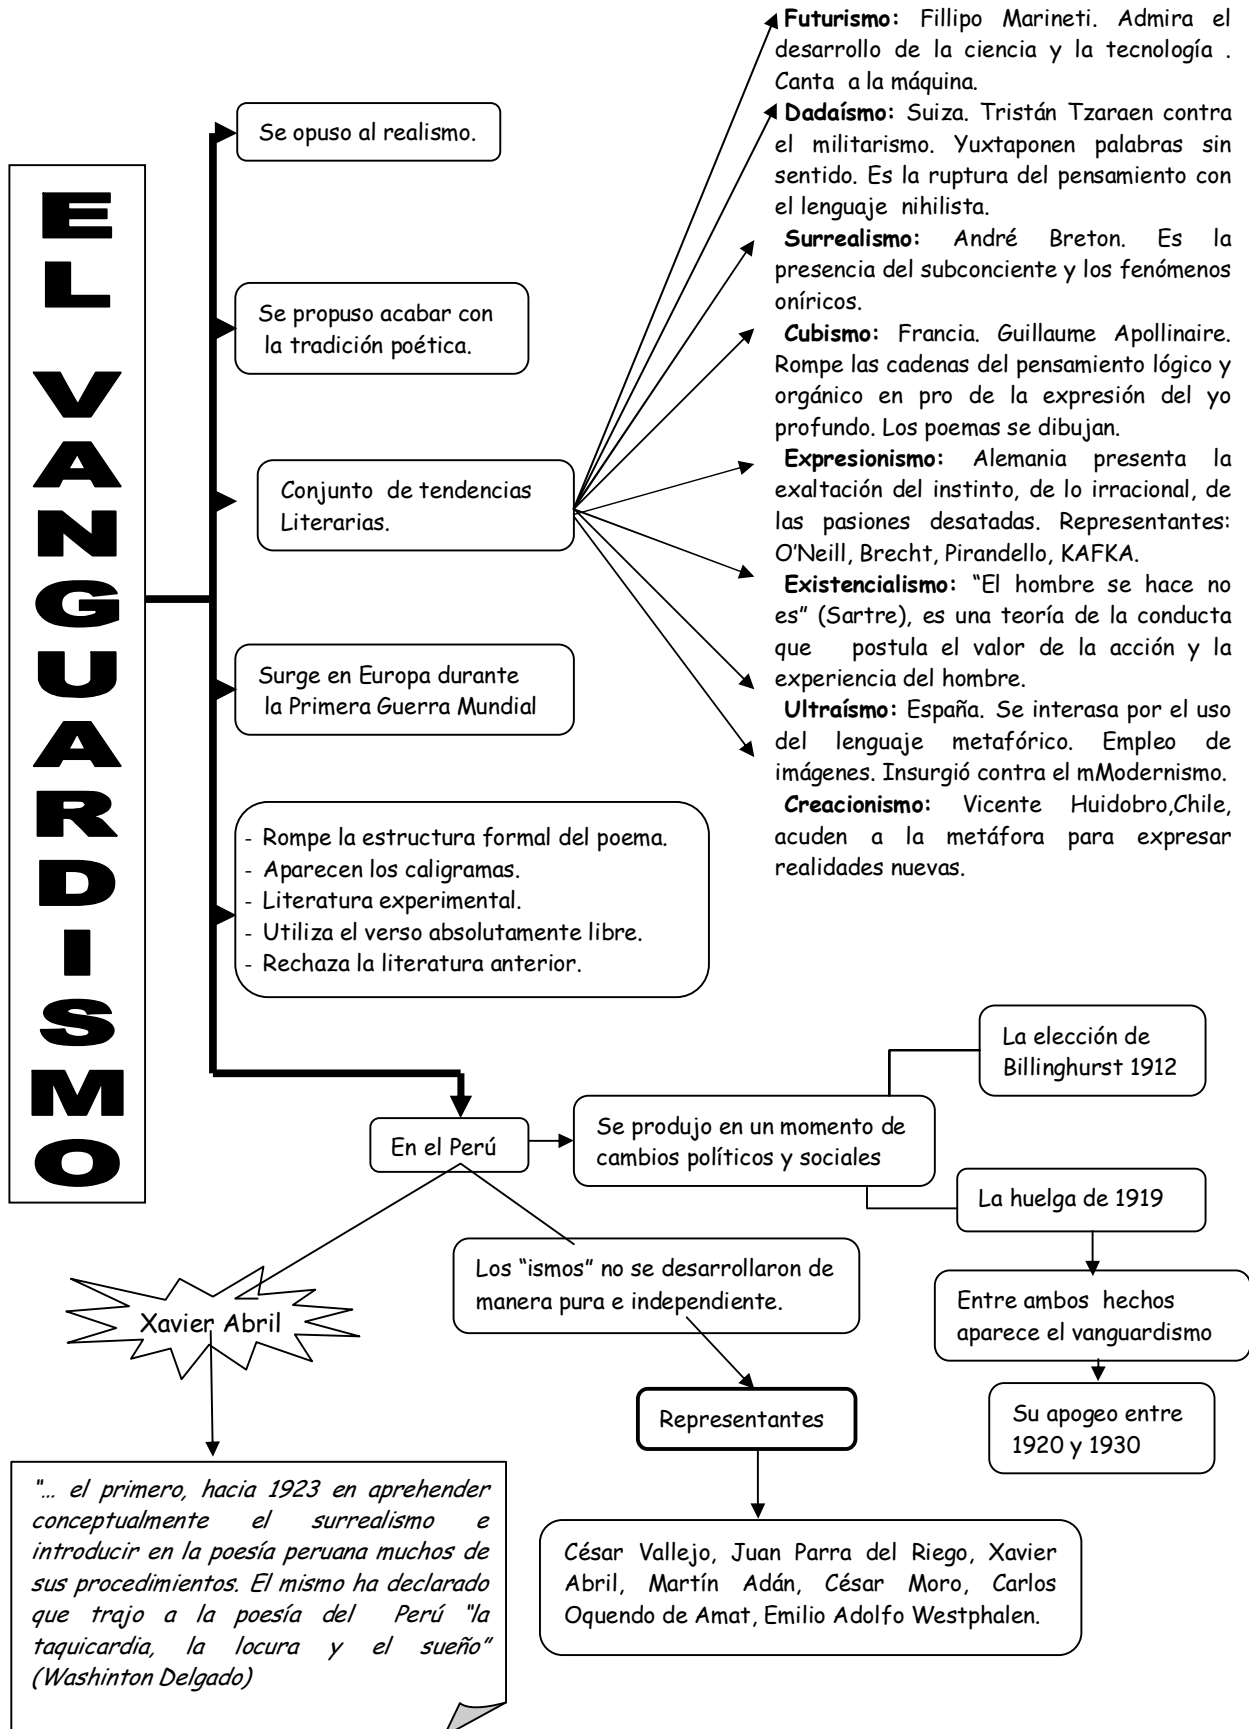 EL VANGUARDISMO
Se opuso al realismo.
Se propuso acabar con
la tradición poética.
Conjunto de tendencias
Literarias.
Surge en Europa durante
la Primera Guerra Mundial
- Rompe la estructura formal del poema.
- Aparecen los caligramas.
- Literatura experimental.
- Utiliza el verso absolutamente libre.
- Rechaza la literatura anterior.
Futurismo: Fillipo Marineti. Admira el
desarrollo de la ciencia y la tecnología .
Canta a la máquina.
Dadaísmo: Suiza. Tristán Tzaraen contra
el militarismo. Yuxtaponen palabras sin
sentido. Es la ruptura del pensamiento con
el lenguaje nihilista.
Surrealismo: André Breton. Es la
presencia del subconciente y los fenómenos
oníricos.
Cubismo: Francia. Guillaume Apollinaire.
Rompe las cadenas del pensamiento lógico y
orgánico en pro de la expresión del yo
profundo. Los poemas se dibujan.
Expresionismo: Alemania presenta la
exaltación del instinto, de lo irracional, de
las pasiones desatadas. Representantes:
O'Neill, Brecht, Pirandello, KAFKA.
Existencialismo: "El hombre se hace no
es" (Sartre), es una teoría de la conducta
que postula el valor de la acción y la
experiencia del hombre.
Ultraísmo: España. Se interasa por el uso
del lenguaje metafórico. Empleo de
imágenes. Insurgió contra el mModernismo.
Creacionismo: Vicente Huidobro,Chile,
acuden a la metáfora para expresar
realidades nuevas.
En el Perú
Se produjo en un momento de
cambios políticos y sociales
La elección de
Billinghurst 1912
La huelga de 1919
Entre ambos hechos
aparece el vanguardismo
Su apogeo entre
1920 y 1930
Los "ismos" no se desarrollaron de
manera pura e independiente.
Representantes
César Vallejo, Juan Parra del Riego, Xavier
Abril, Martín Adán, César Moro, Carlos
Oquendo de Amat, Emilio Adolfo Westphalen.
Xavier Abril
"... el primero, hacia 1923 en aprehender
conceptualmente el surrealismo e
introducir en la poesía peruana muchos de
sus procedimientos. El mismo ha declarado
que trajo a la poesía del Perú "la
taquicardia, la locura y el sueño"
(Washinton Delgado)